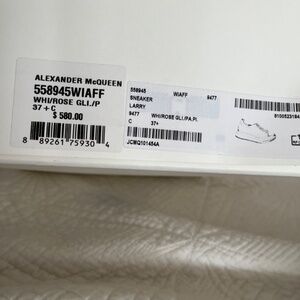 ALEXANDER McQUEEN
558945WIAFF
WHI/ROSE GLI./P
37 + C
$ 580.00
8 89261 75930 4
558945 WIAFF 9477
SNEAKER
LARRY
9477 WHI/ROSE GLI./PA.PI.
C 37+
JCMQ101454A